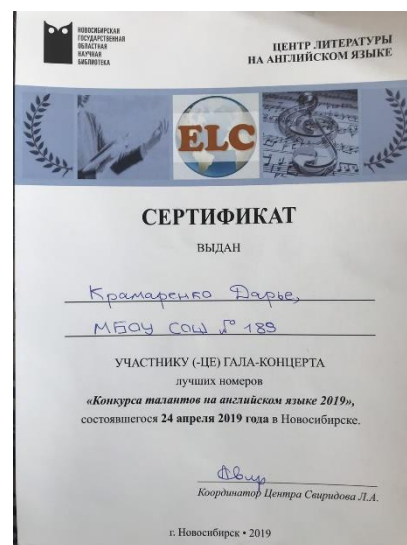 НОВОСИБИРСКАЯ
ГОСУДАРСТВЕННАЯ
ОБЛАСТНАЯ
НАУЧНАЯ
БИБЛИОТЕКА
ЦЕНТР ЛИТЕРАТУРЫ
НА АНГЛИЙСКОМ ЯЗЫКЕ
ELC
СЕРТИФИКАТ
ВЫДАН
Крамаренко Дарье,
МБОУ СОШ № 189
УЧАСТНИКУ (-ЦЕ) ГАЛА-КОНЦЕРТА
лучших номеров
«Конкурса талантов на английском языке 2019»,
состоявшегося 24 апреля 2019 года в Новосибирске.
Координатор Центра Свиридова Л.А.
г. Новосибирск • 2019